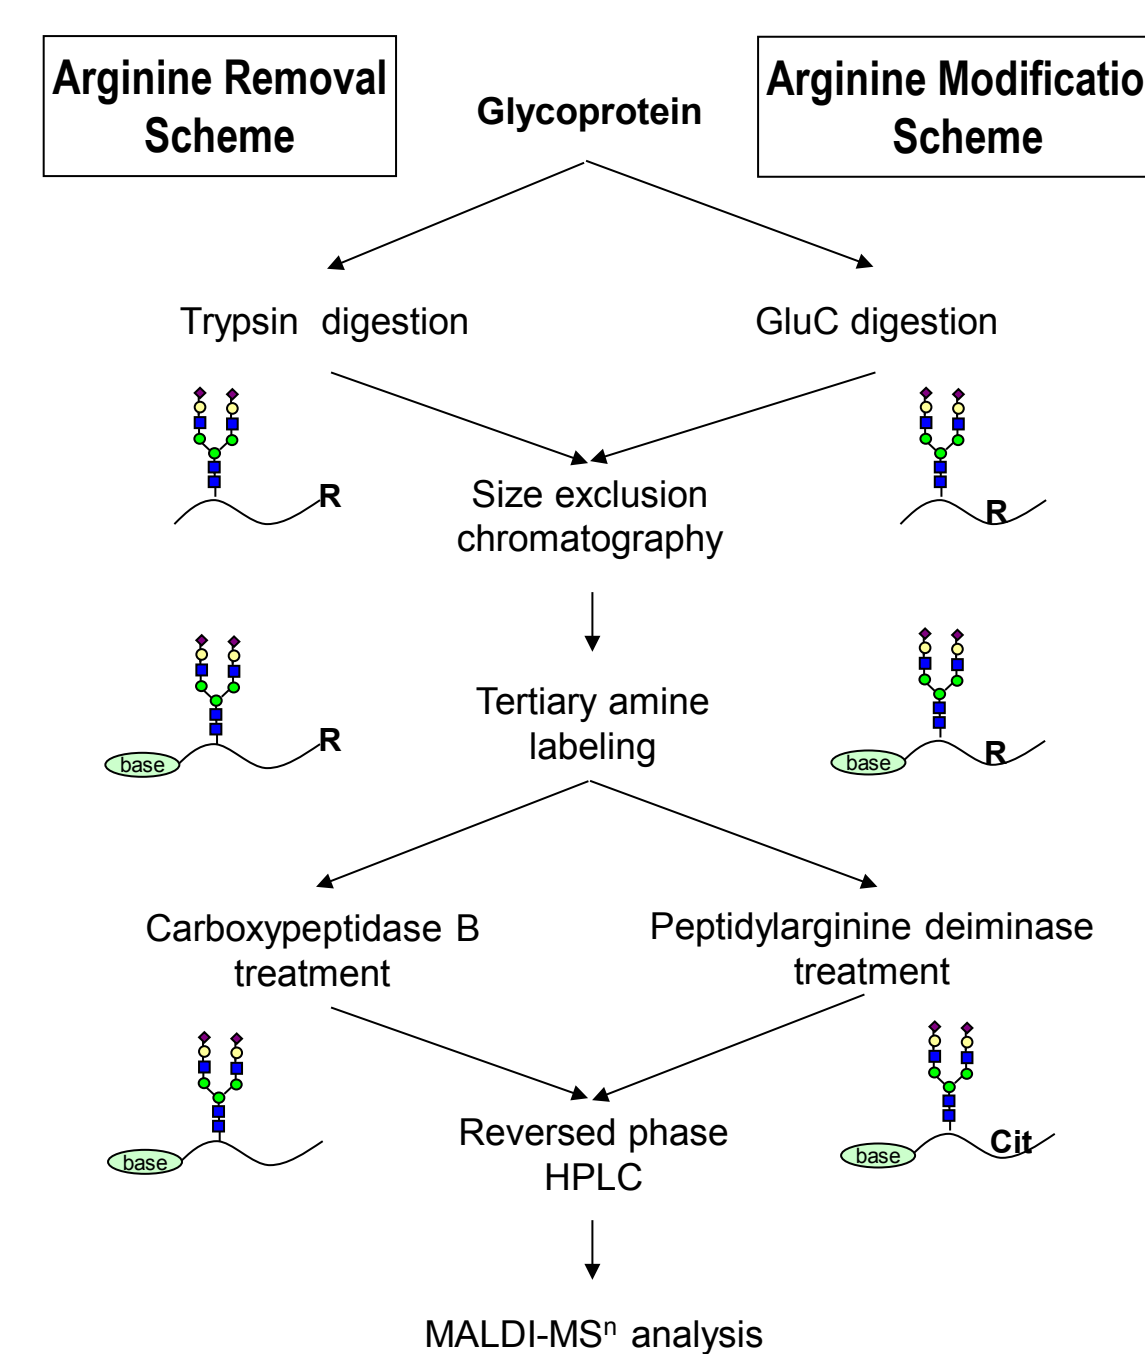 Arginine Removal
Scheme
Glycoprotein
Arginine Modificatio
Scheme
Trypsin digestion
GluC digestion
R
Size exclusion
chromatography
R
base
R
Tertiary amine
labeling
base
R
Carboxypeptidase B
treatment
Peptidylarginine deiminase
treatment
base
Reversed phase
HPLC
base
Cit
MALDI-MSⁿ analysis